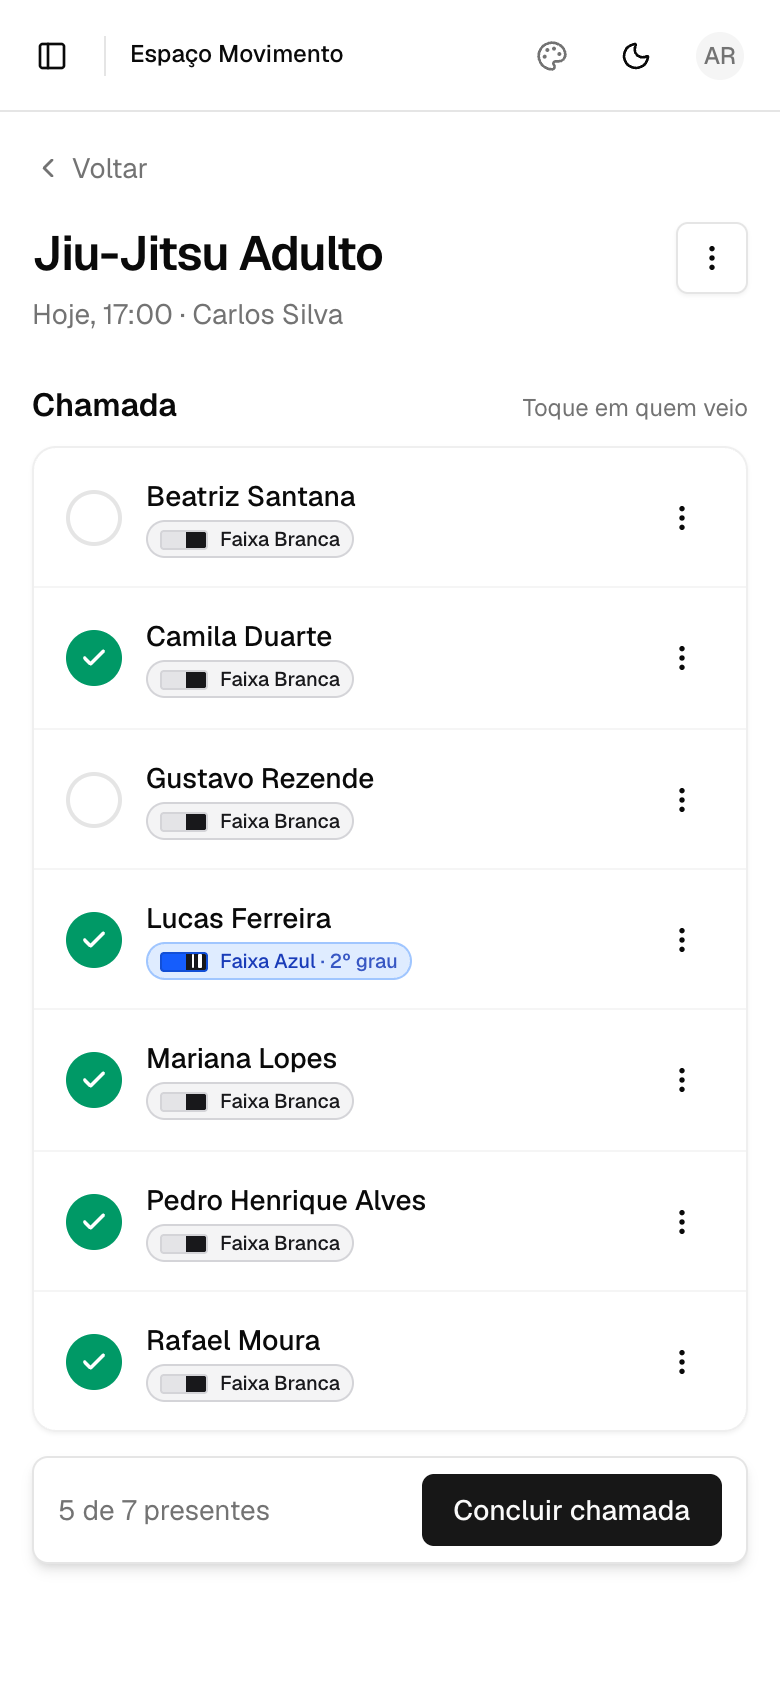 Espaço Movimento
AR
Voltar
Jiu-Jitsu Adulto
Hoje, 17:00 · Carlos Silva
Chamada
Toque em quem veio
Beatriz Santana
Faixa Branca
Camila Duarte
Faixa Branca
Gustavo Rezende
Faixa Branca
Lucas Ferreira
Faixa Azul · 2º grau
Mariana Lopes
Faixa Branca
Pedro Henrique Alves
Faixa Branca
Rafael Moura
Faixa Branca
5 de 7 presentes
Concluir chamada